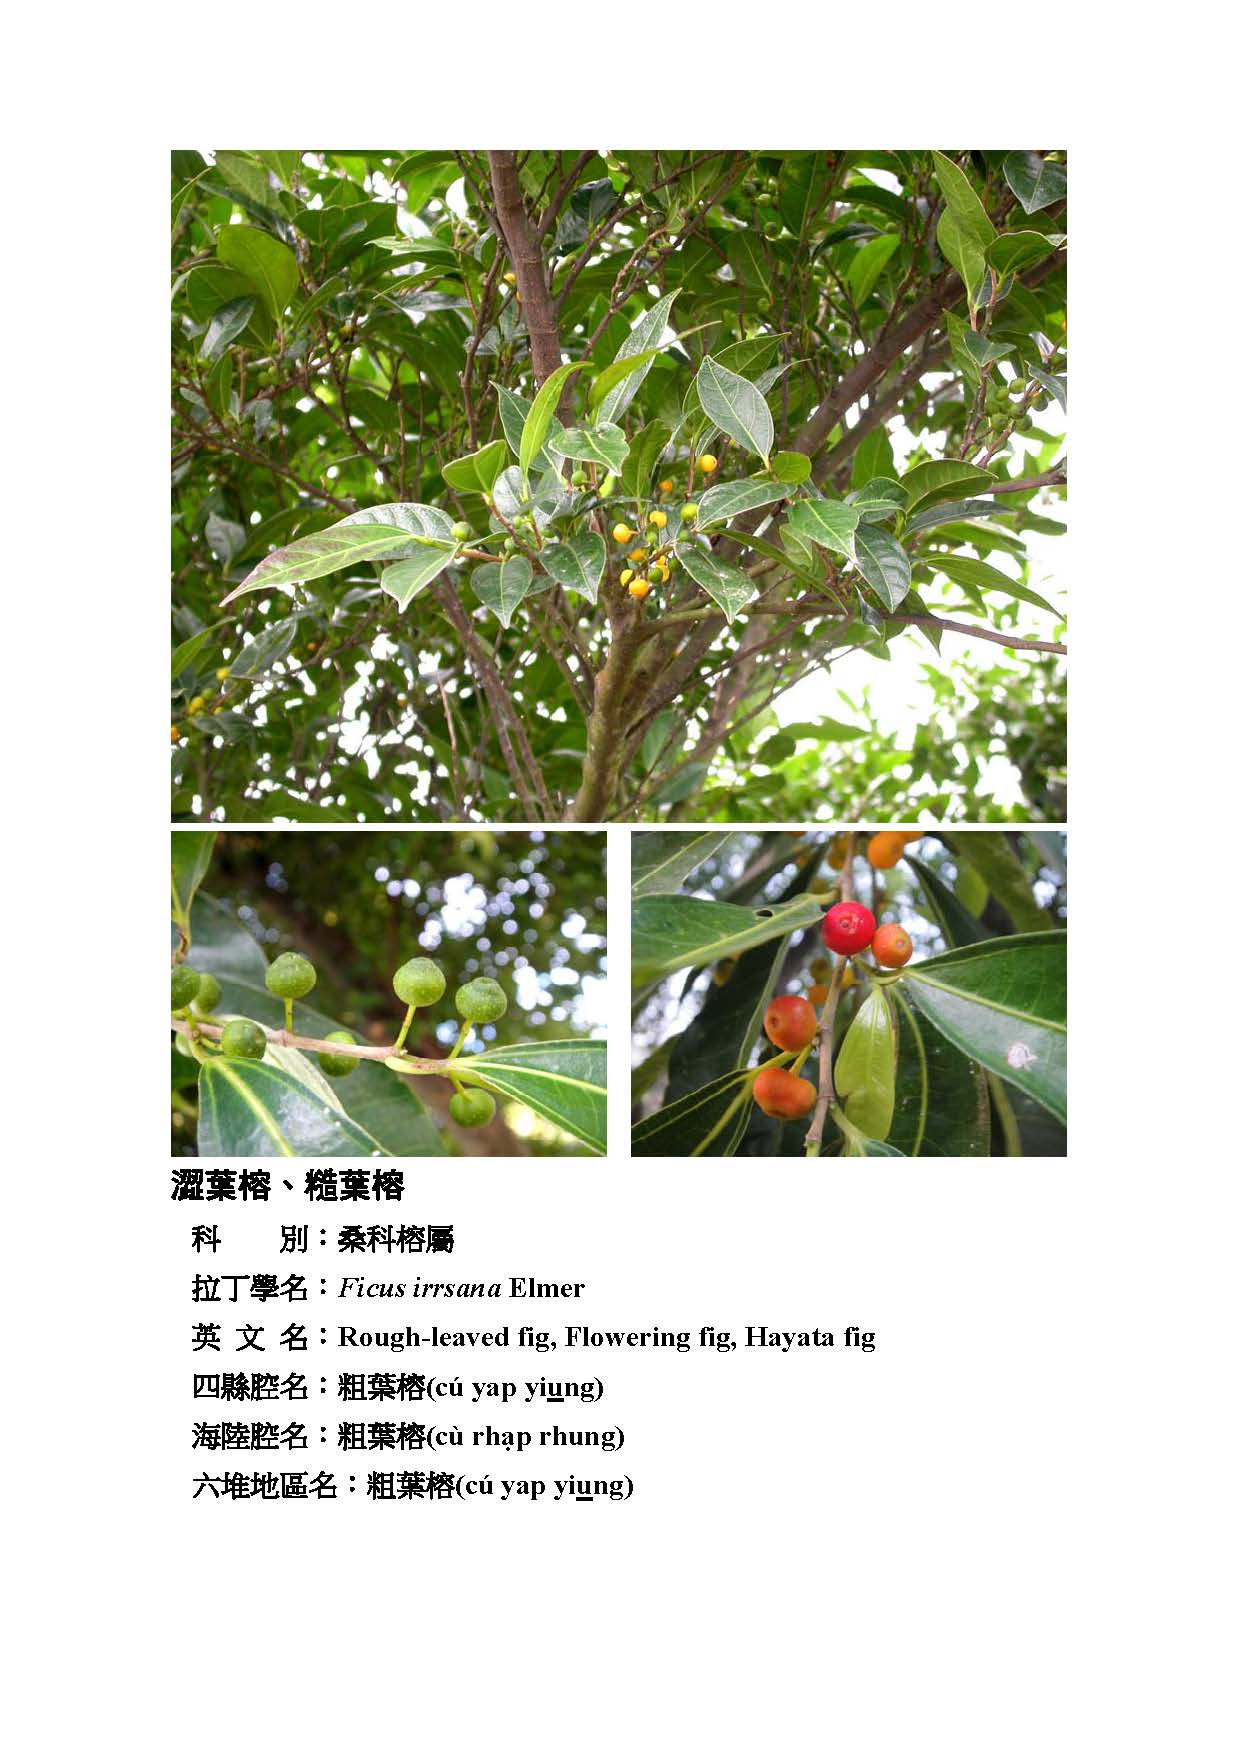 澀葉榕、糙葉榕
科　　別：桑科榕屬
拉丁學名：Ficus irrsana Elmer
英 文 名：Rough-leaved fig, Flowering fig, Hayata fig
四縣腔名：粗葉榕(cú yap yiung)
海陸腔名：粗葉榕(cù rhạp rhung)
六堆地區名：粗葉榕(cú yap yiung)